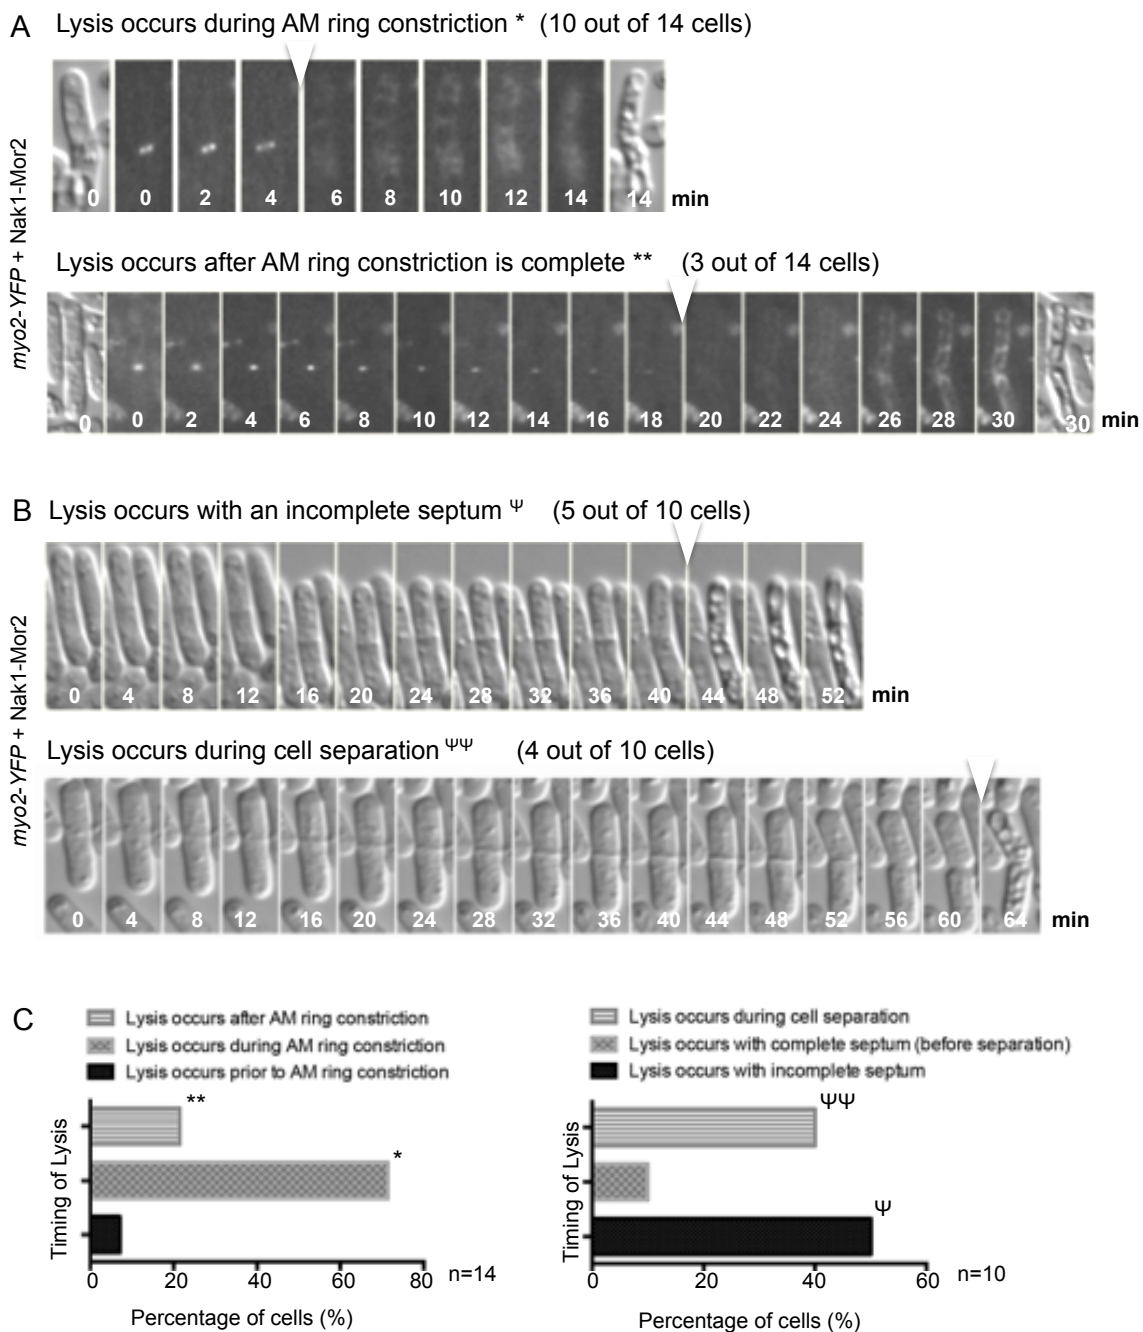 A Lysis occurs during AM ring constriction * (10 out of 14 cells)
0 0 2 4 6 8 10 12 14 14 min
myo2-YFP + Nak1-Mor2
Lysis occurs after AM ring constriction is complete ** (3 out of 14 cells)
0 0 2 4 6 8 10 12 14 16 18 20 22 24 26 28 30 30 min
B Lysis occurs with an incomplete septum Ψ (5 out of 10 cells)
0 4 8 12 16 20 24 28 32 36 40 44 48 52 min
myo2-YFP + Nak1-Mor2
Lysis occurs during cell separation ΨΨ (4 out of 10 cells)
0 4 8 12 16 20 24 28 32 36 40 44 48 52 56 60 64 min
C
Lysis occurs after AM ring constriction
Lysis occurs during AM ring constriction
Lysis occurs prior to AM ring constriction
**
*
Timing of Lysis
0 20 40 60 80 n=14
Percentage of cells (%)
Lysis occurs during cell separation
Lysis occurs with complete septum (before separation)
Lysis occurs with incomplete septum
ΨΨ
Ψ
Timing of Lysis
0 20 40 60 n=10
Percentage of cells (%)